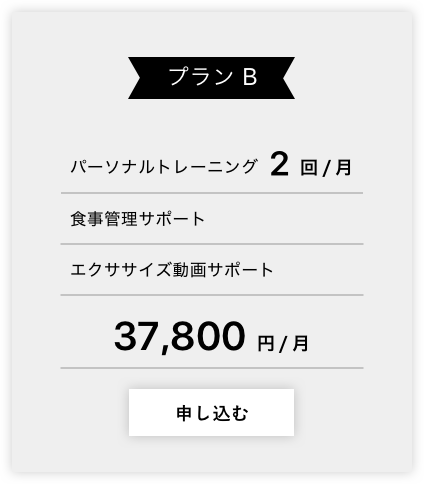 プラン B
パーソナルトレーニング 2 回 / 月
食事管理サポート
エクササイズ動画サポート
37,800 円 / 月
申し込む